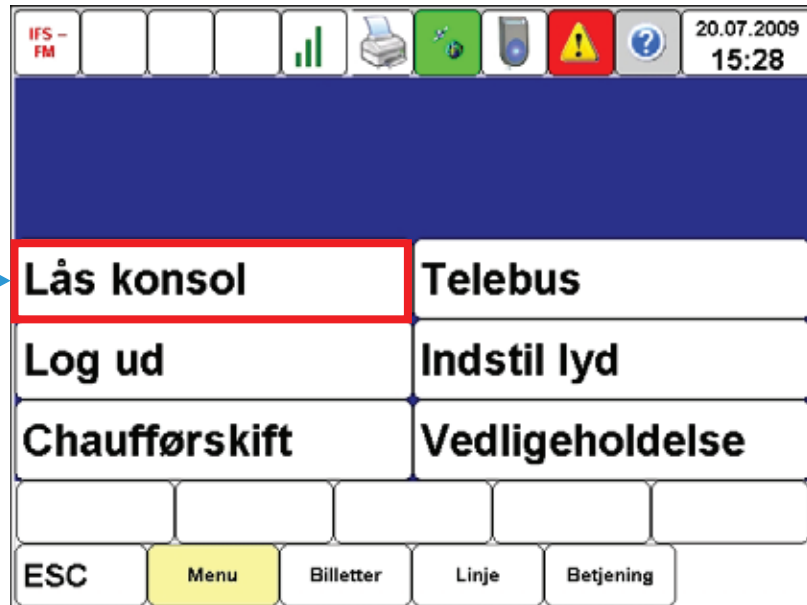 IFS –
FM
20.07.2009
15:28
Lås konsol
Telebus
Log ud
Indstil lyd
Chaufførskift
Vedligeholdelse
ESC
Menu
Billetter
Linje
Betjening